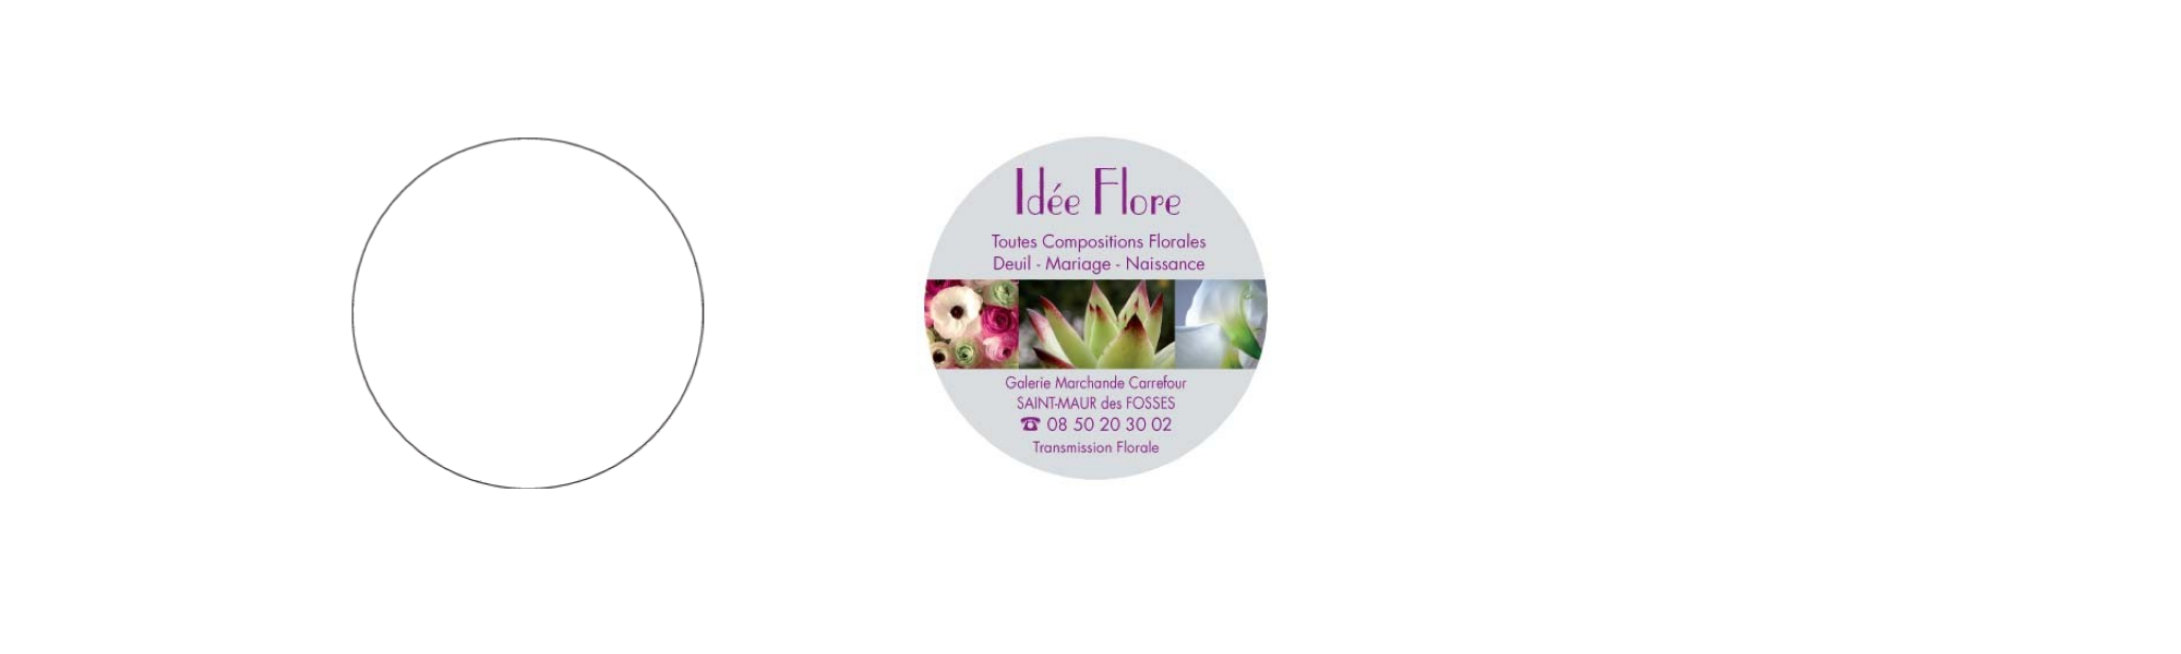 Idée Flore
Toutes Compositions Florales
Deuil - Mariage - Naissance
Galerie Marchande Carrefour
SAINT-MAUR des FOSSES
☎ 08 50 20 30 02
Transmission Florale